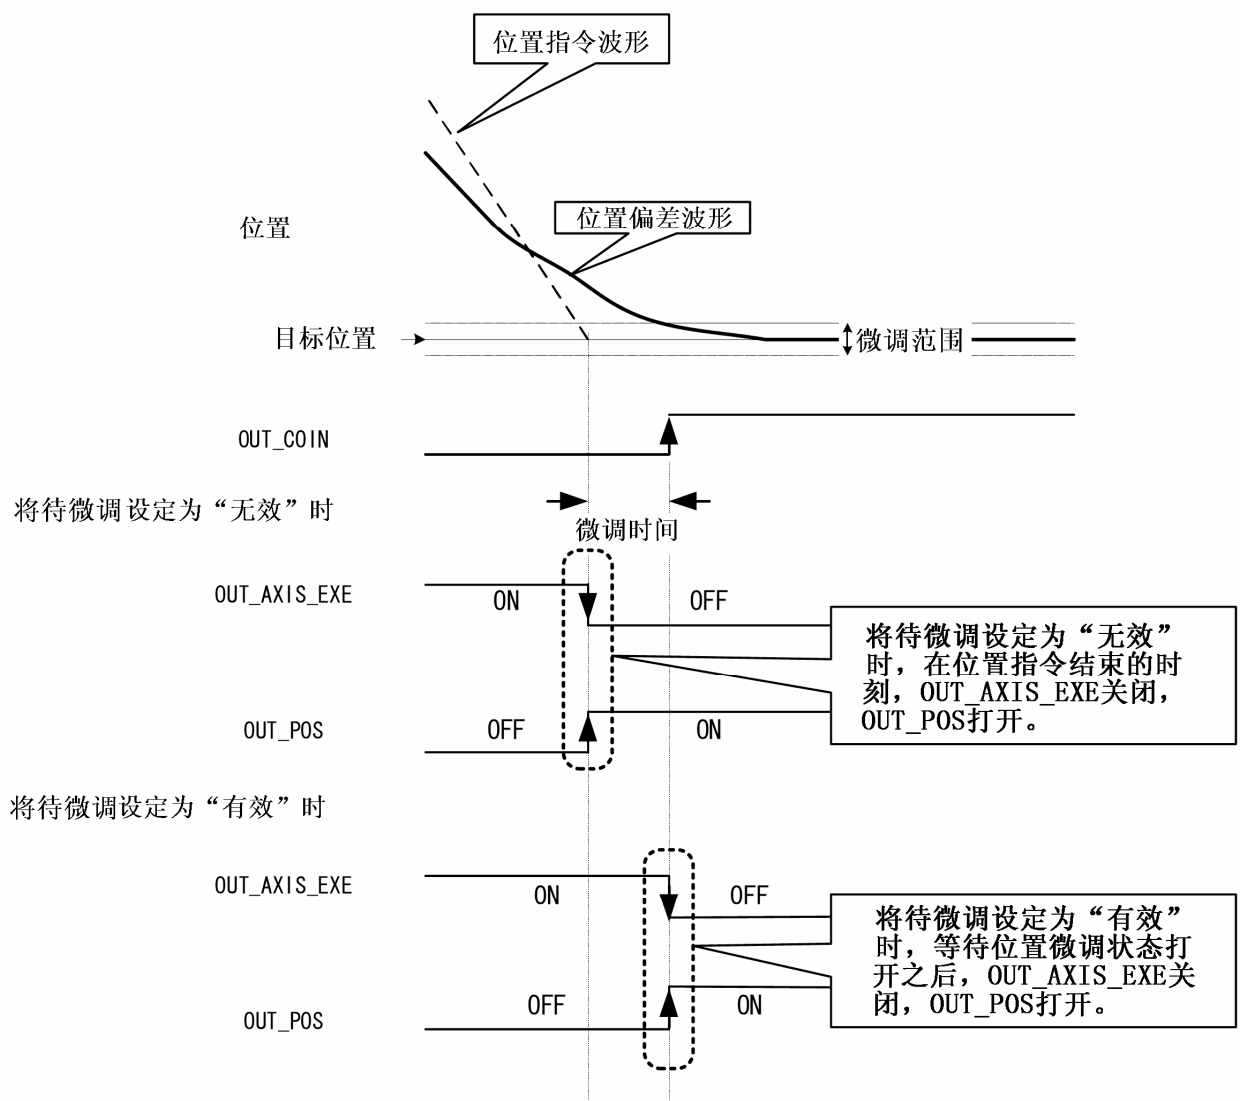 位置指令波形
位置
位置偏差波形
目标位置
微调范围
OUT_COIN
将待微调设定为“无效”时
微调时间
OUT_AXIS_EXE
ON
OFF
将待微调设定为“无效”
时，在位置指令结束的时
刻，OUT_AXIS_EXE关闭，
OUT_POS打开。
OUT_POS
OFF
ON
将待微调设定为“有效”时
OUT_AXIS_EXE
ON
OFF
将待微调设定为“有效”
时，等待位置微调状态打
开之后，OUT_AXIS_EXE关
闭，OUT_POS打开。
OUT_POS
OFF
ON